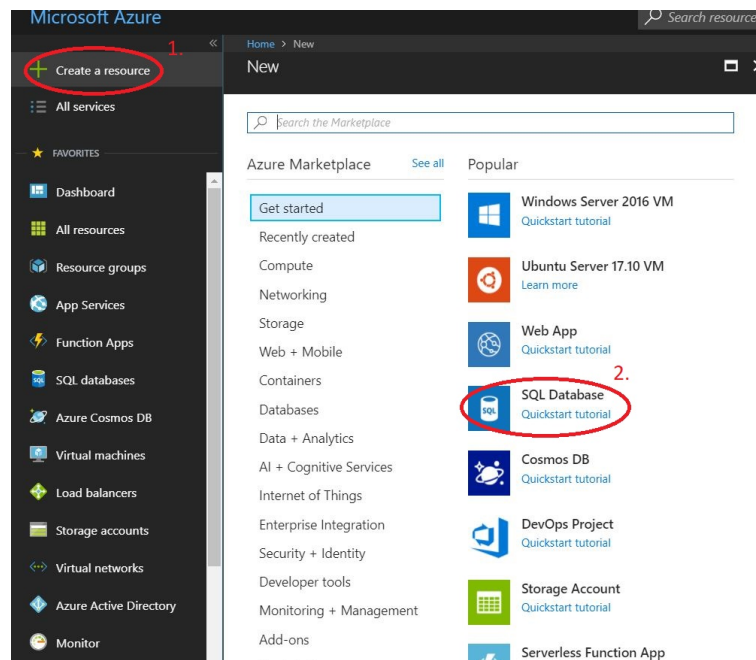 Microsoft Azure
Search resource
1.
Create a resource
All services
FAVORITES
Dashboard
All resources
Resource groups
App Services
Function Apps
SQL databases
Azure Cosmos DB
Virtual machines
Load balancers
Storage accounts
Virtual networks
Azure Active Directory
Monitor
Home > New
New
Search the Marketplace
Azure Marketplace
See all
Get started
Recently created
Compute
Networking
Storage
Web + Mobile
Containers
Databases
Data + Analytics
AI + Cognitive Services
Internet of Things
Enterprise Integration
Security + Identity
Developer tools
Monitoring + Management
Add-ons
Popular
Windows Server 2016 VM
Quickstart tutorial
Ubuntu Server 17.10 VM
Learn more
Web App
Quickstart tutorial
2.
SQL
SQL Database
Quickstart tutorial
Cosmos DB
Quickstart tutorial
DevOps Project
Quickstart tutorial
Storage Account
Quickstart tutorial
Serverless Function App